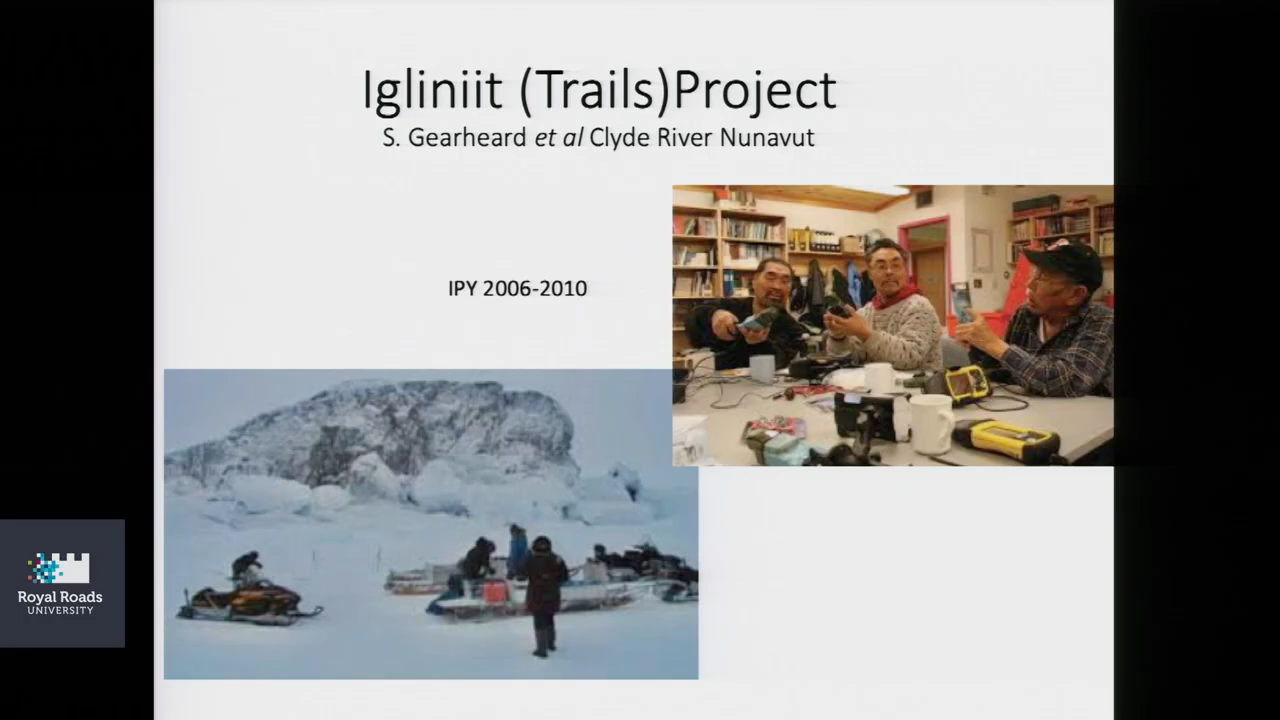 Igliniit (Trails)Project
S. Gearheard et al Clyde River Nunavut
IPY 2006-2010
Royal Roads
UNIVERSITY